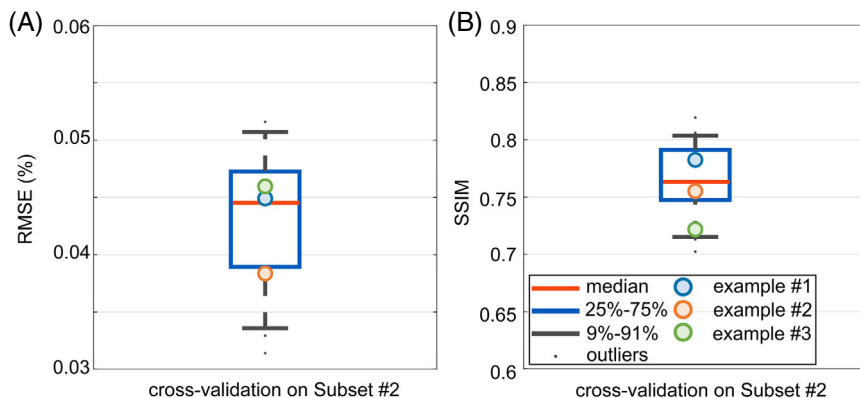 (A)
0.06
0.05
0.04
0.03
RMSE (%)
cross-validation on Subset #2
(B)
0.9
0.85
0.8
0.75
0.7
0.65
0.6
SSIM
median
example #1
25%-75%
example #2
9%-91%
example #3
outliers
cross-validation on Subset #2